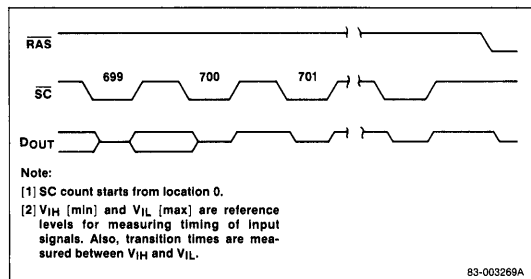 RAS
699 700 701
SC
DOUT
Note:
[1] SC count starts from location 0.
[2] VIH [min] and VIL [max] are reference
levels for measuring timing of input
signals. Also, transition times are mea-
sured between VIH and VIL.
83-003269A